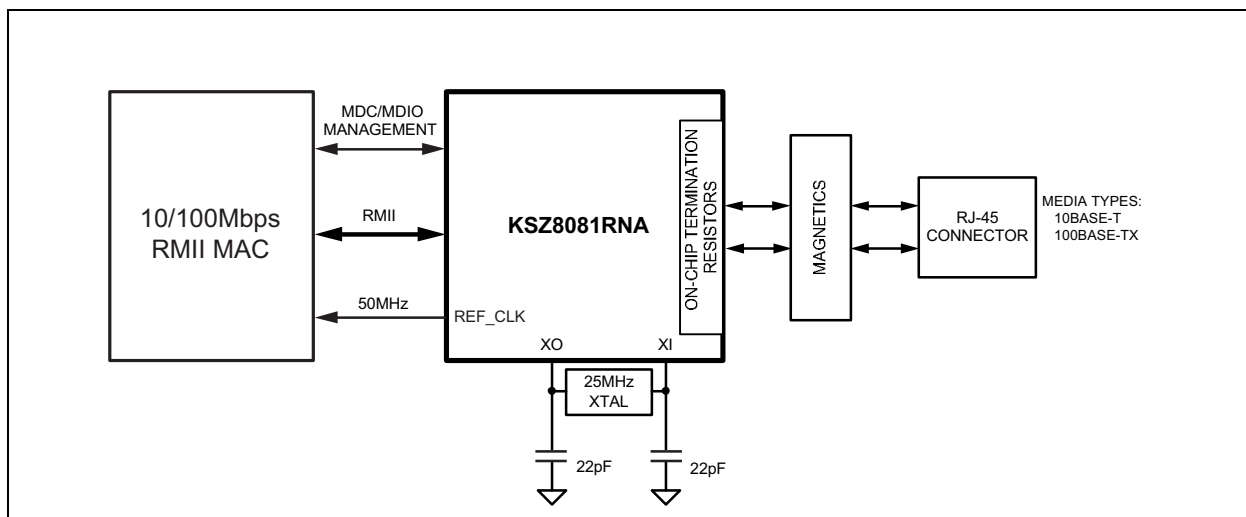 10/100Mbps
RMII MAC
MDC/MDIO
MANAGEMENT
RMII
50MHz
KSZ8081RNA
REF_CLK
XO
XI
ON-CHIP TERMINATION
RESISTORS
MAGNETICS
RJ-45
CONNECTOR
MEDIA TYPES:
10BASE-T
100BASE-TX
25MHz
XTAL
22pF
22pF